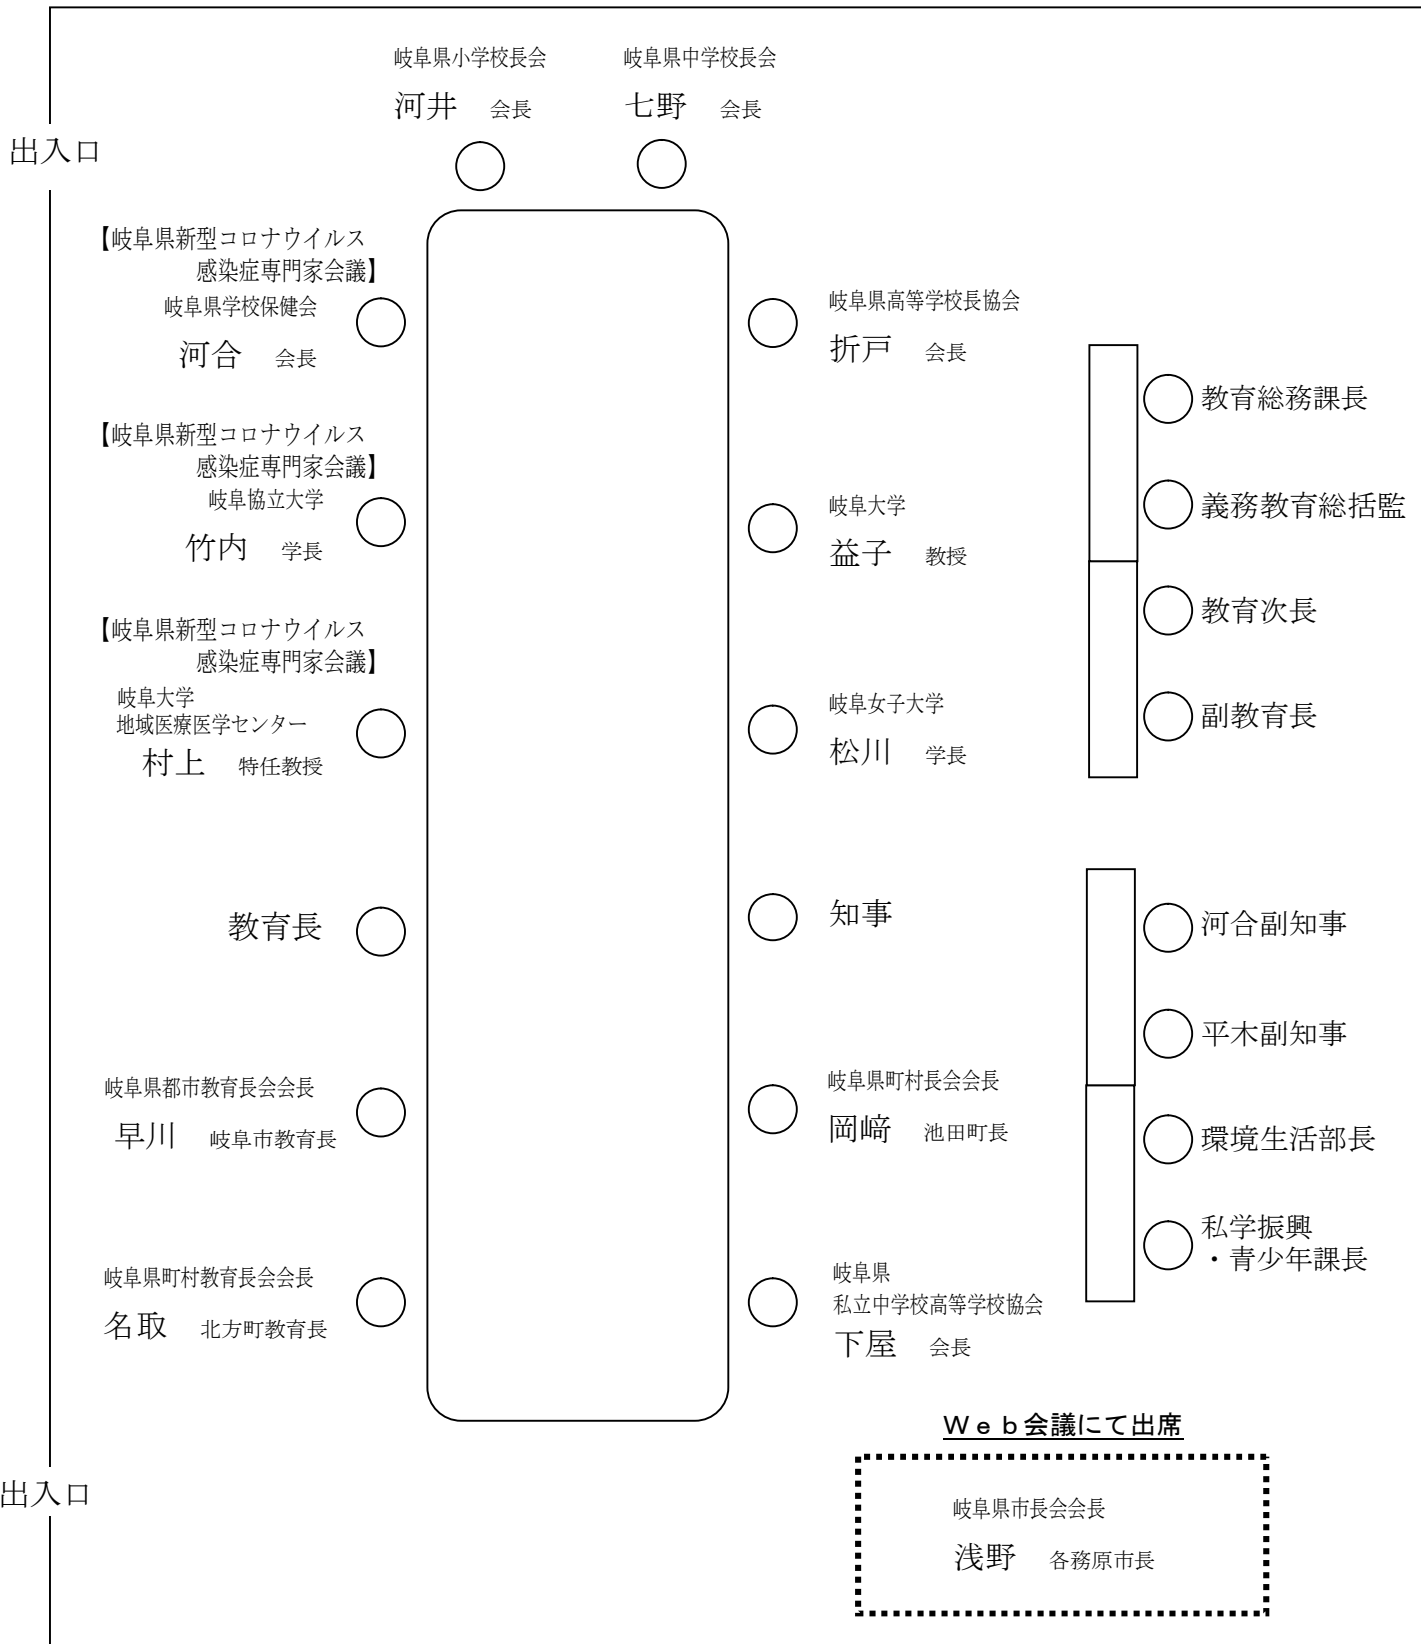 岐阜県小学校長会
河井 会長
岐阜県中学校長会
七野 会長
出入口
【岐阜県新型コロナウイルス
感染症専門家会議】
岐阜県学校保健会
河合 会長
【岐阜県新型コロナウイルス
感染症専門家会議】
岐阜協立大学
竹内 学長
【岐阜県新型コロナウイルス
感染症専門家会議】
岐阜大学
地域医療医学センター
村上 特任教授
教育長
岐阜県都市教育長会会長
早川 岐阜市教育長
岐阜県町村教育長会会長
名取 北方町教育長
出入口
岐阜県高等学校長協会
折戸 会長
岐阜大学
益子 教授
岐阜女子大学
松川 学長
知事
岐阜県町村長会会長
岡﨑 池田町長
岐阜県
私立中学校高等学校協会
下屋 会長
教育総務課長
義務教育総括監
教育次長
副教育長
河合副知事
平木副知事
環境生活部長
私学振興
・青少年課長
Ｗｅｂ会議にて出席
岐阜県市長会会長
浅野 各務原市長